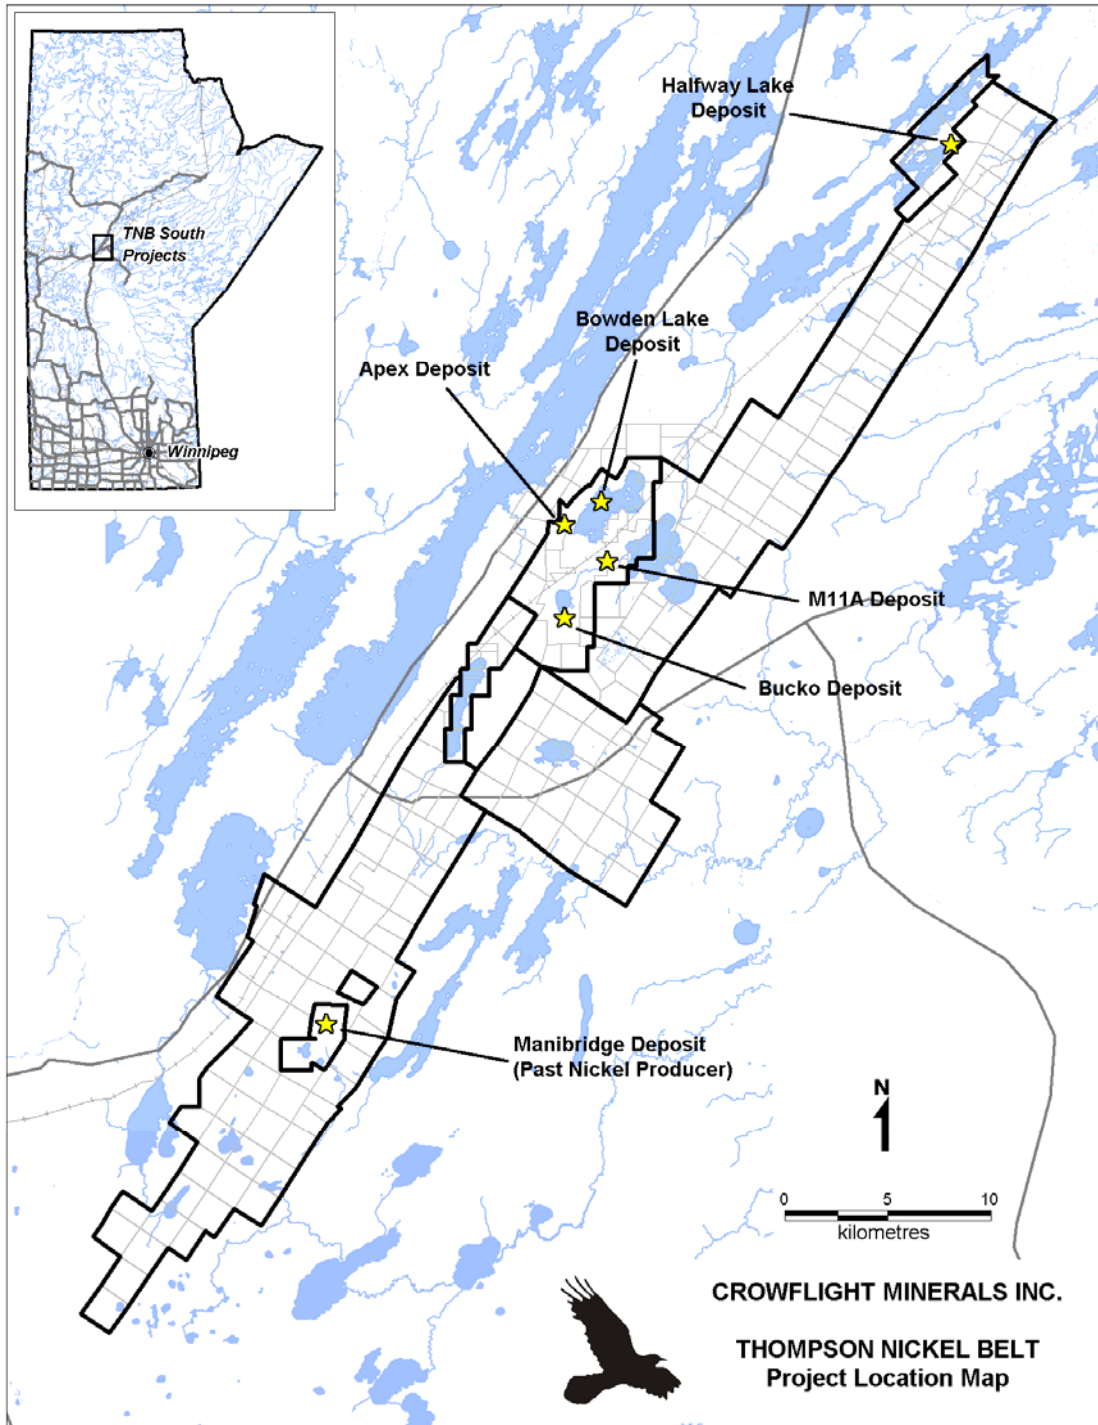 Halfway Lake
Deposit
TNB South
Projects
Bowden Lake
Deposit
Apex Deposit
Winnipeg
M11A Deposit
Bucko Deposit
Manibridge Deposit
(Past Nickel Producer)
N
0 5 10
kilometres
CROWFLIGHT MINERALS INC.
THOMPSON NICKEL BELT
Project Location Map